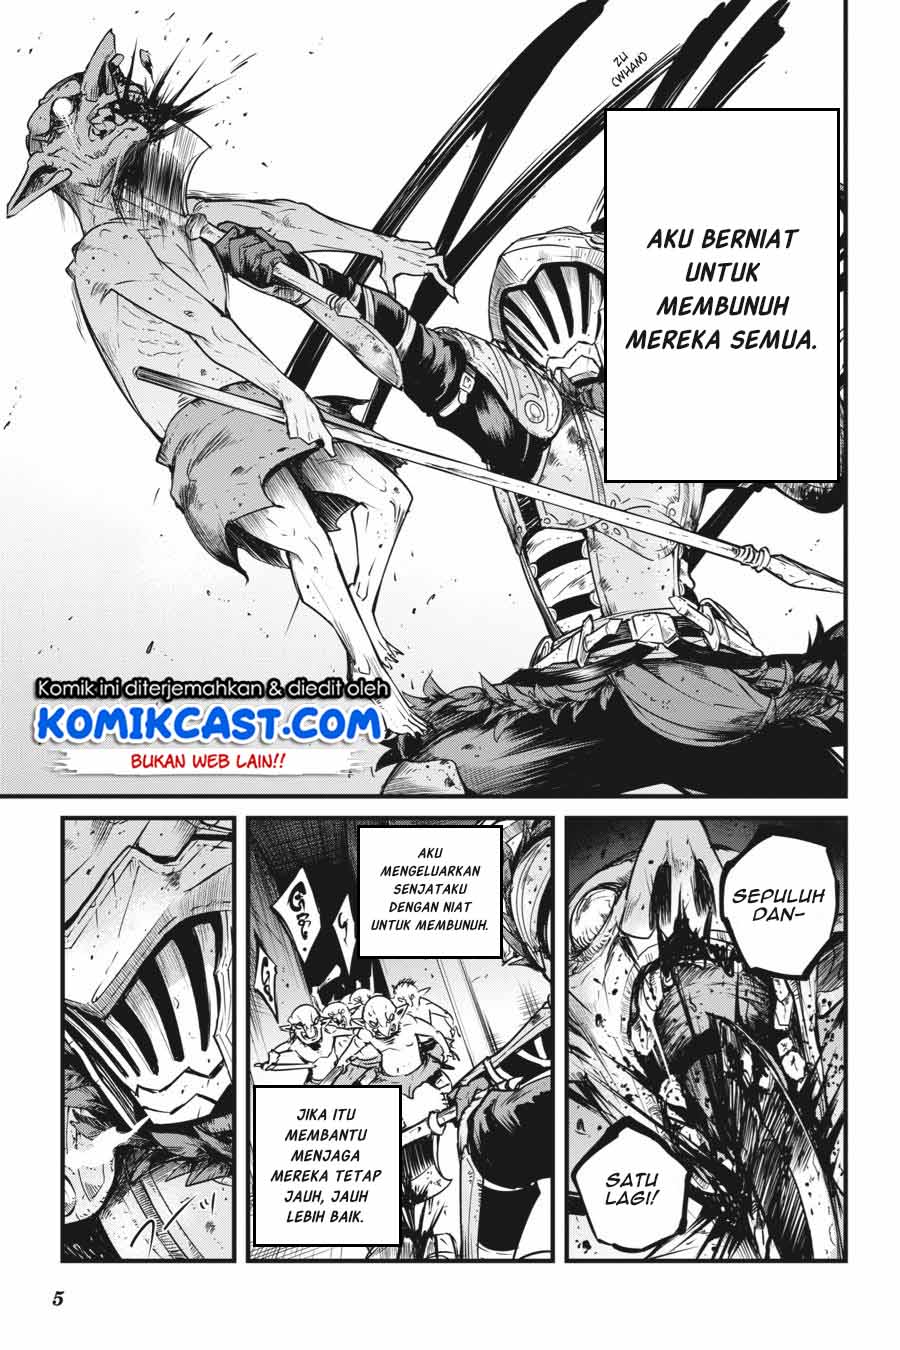 ZU
(WHAM)
AKU BERNIAT
UNTUK
MEMBUNUH
MEREKA SEMUA.
Komik ini diterjemahkan & diedit oleh
KOMIKCAST.COM
BUKAN WEB LAIN!!
SEPULUH
DAN-
SATU
LAGI!
AKU
MENGELUARKAN
SENJATAKU
DENGAN NIAT
UNTUK MEMBUNUH.
JIKA ITU
MEMBANTU
MENJAGA
MEREKA TETAP
JAUH, JAUH
LEBIH BAIK.
5